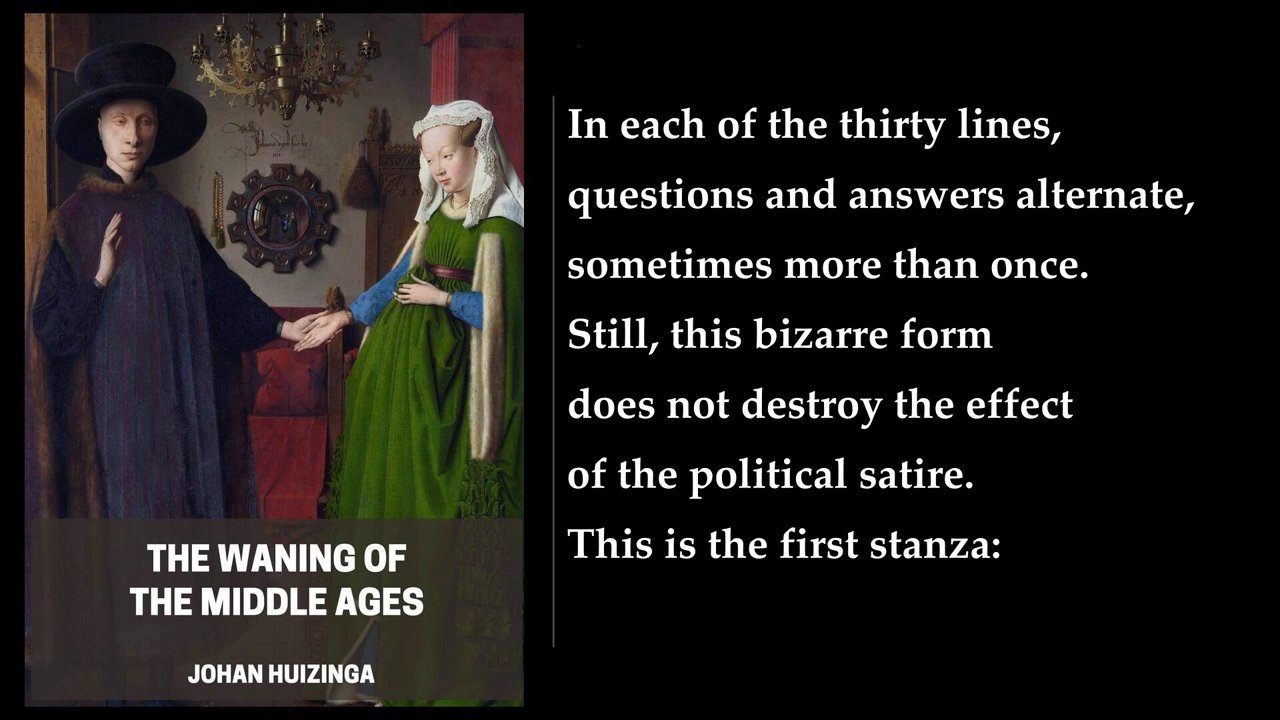 THE WANING OF
THE MIDDLE AGES
JOHAN HUIZINGA
In each of the thirty lines,
questions and answers alternate,
sometimes more than once.
Still, this bizarre form
does not destroy the effect
of the political satire.
This is the first stanza: